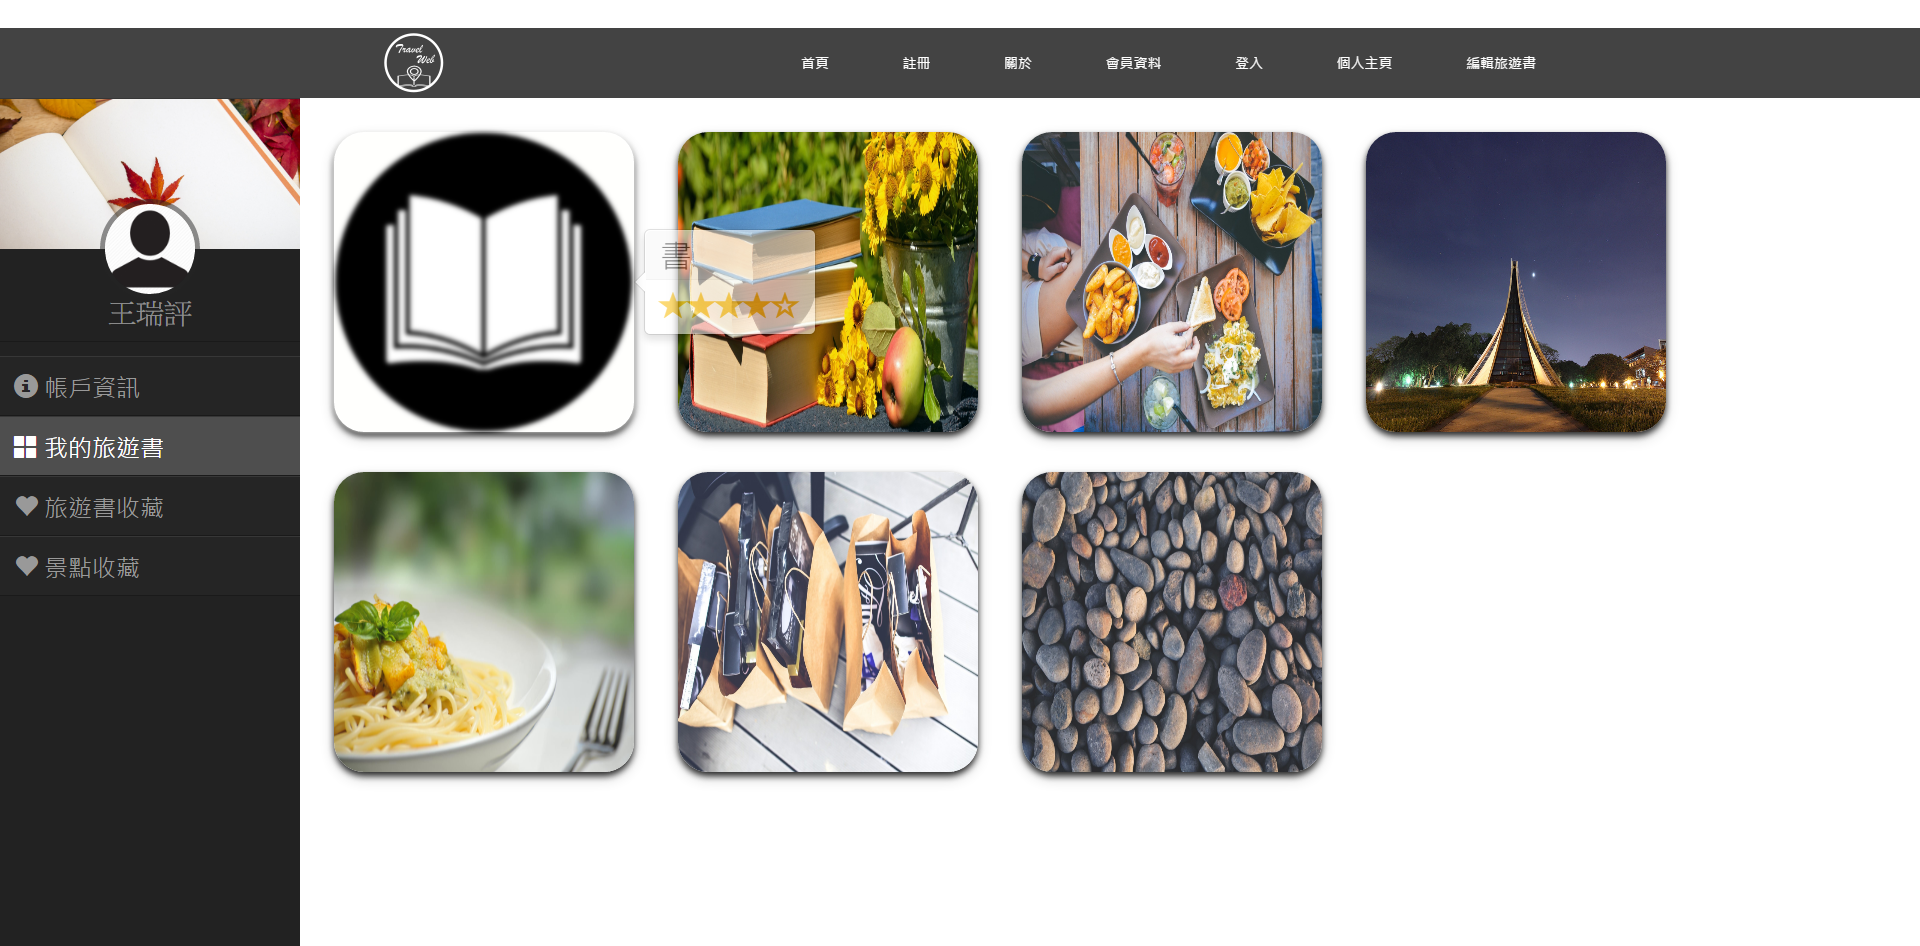 Travel
Web
首頁
註冊
關於
會員資料
登入
個人主頁
編輯旅遊書
王瑞評
帳戶資訊
我的旅遊書
旅遊書收藏
景點收藏
書
★★★★☆